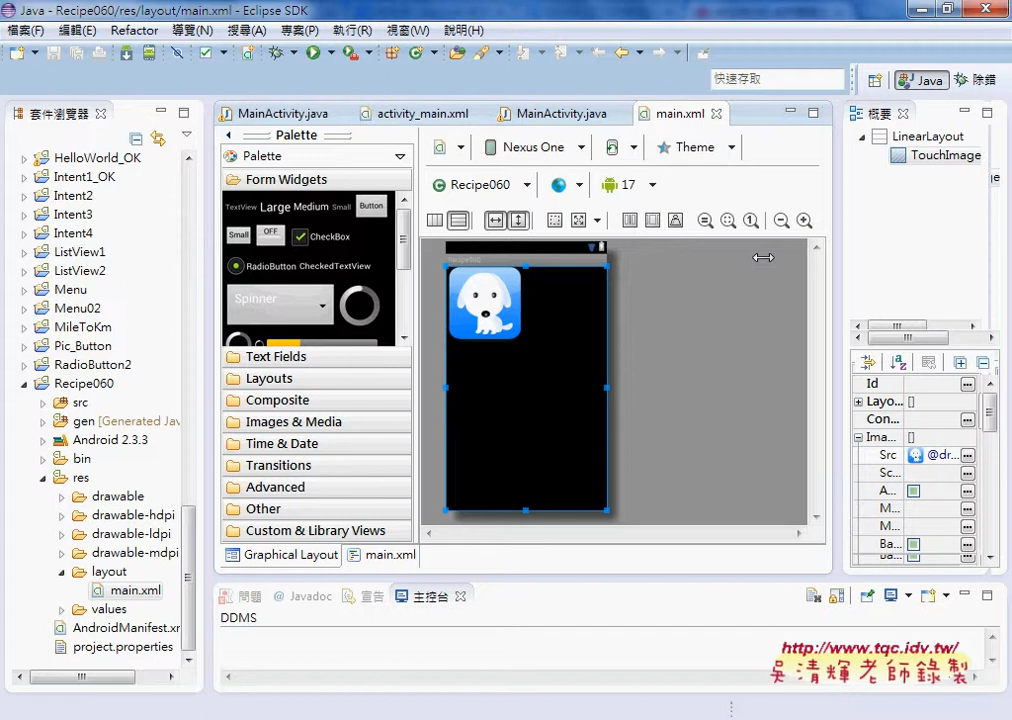 Java - Recipe060/res/layout/main.xml - Eclipse SDK
檔案(F) 編輯(E) Refactor 導覽(N) 搜尋(A) 專案(P) 執行(R) 視窗(W) 說明(H)
快速存取
Java
除錯
套件瀏覽器
HelloWorld_OK
Intent1_OK
Intent2
Intent3
Intent4
ListView1
ListView2
Menu
Menu02
MileToKm
Pic_Button
RadioButton2
Recipe060
src
gen [Generated Jav
Android 2.3.3
bin
res
drawable
drawable-hdpi
drawable-ldpi
drawable-mdpi
layout
main.xml
values
AndroidManifest.xr
project.properties
MainActivity.java
activity_main.xml
MainActivity.java
main.xml
Palette
Palette
Form Widgets
TextView Large Medium Small Button
Small OFF CheckBox
RadioButton CheckedTextView
Spinner
Text Fields
Layouts
Composite
Images & Media
Time & Date
Transitions
Advanced
Other
Custom & Library Views
Graphical Layout
main.xml
Nexus One
Theme
Recipe060
17
Recipe060
概要
LinearLayout
TouchImage
Id
Layo... []
Con...
Ima... []
Src @dr...
Sc...
A...
M...
M...
Ba...
問題
Javadoc
宣告
主控台
DDMS
http://www.tqc.idv.tw/
吳清輝老師錄製